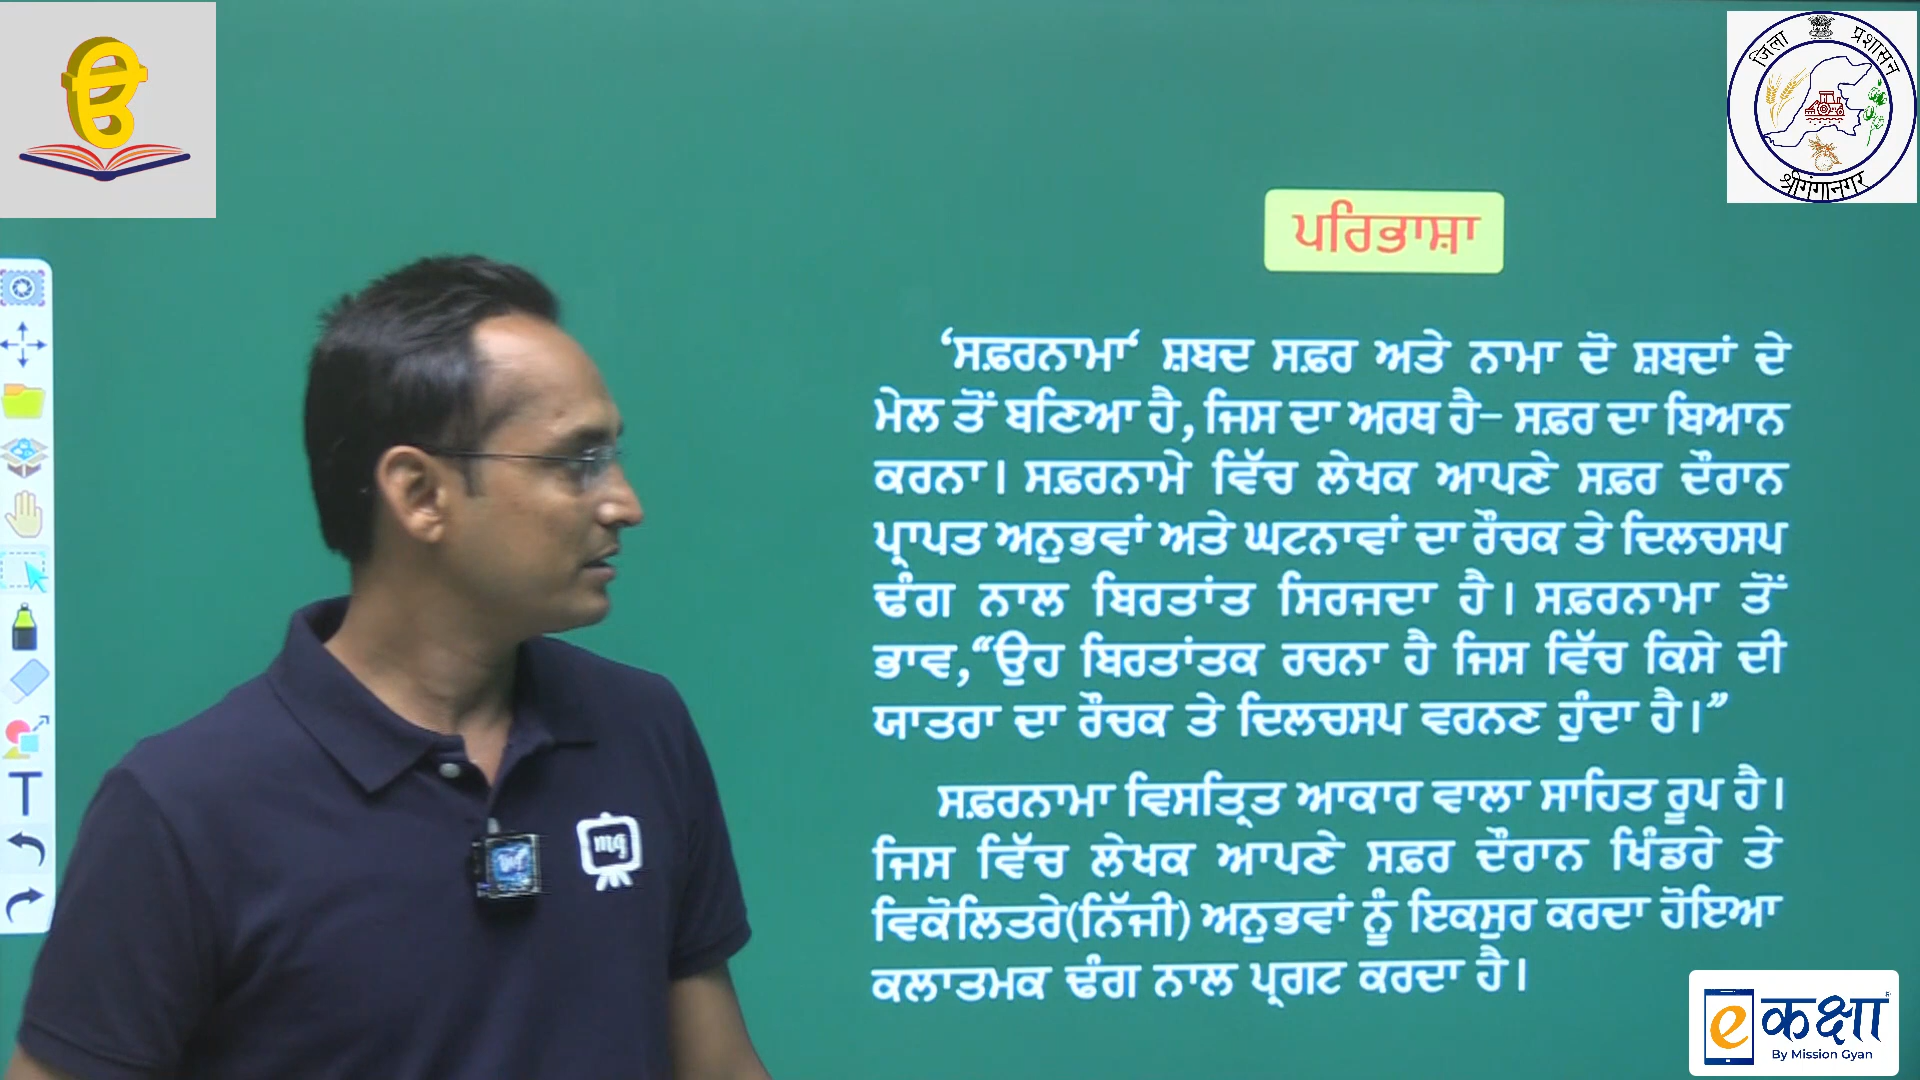 जिला प्रशासन
श्रीगंगानगर
ਪਰਿਭਾਸ਼ਾ
‘ਸਫ਼ਰਨਾਮਾ‘ ਸ਼ਬਦ ਸਫ਼ਰ ਅਤੇ ਨਾਮਾ ਦੋ ਸ਼ਬਦਾਂ ਦੇ
ਮੇਲ ਤੋਂ ਬਣਿਆ ਹੈ, ਜਿਸ ਦਾ ਅਰਥ ਹੈ– ਸਫ਼ਰ ਦਾ ਬਿਆਨ
ਕਰਨਾ। ਸਫ਼ਰਨਾਮੇ ਵਿੱਚ ਲੇਖਕ ਆਪਣੇ ਸਫ਼ਰ ਦੌਰਾਨ
ਪ੍ਰਾਪਤ ਅਨੁਭਵਾਂ ਅਤੇ ਘਟਨਾਵਾਂ ਦਾ ਰੌਚਕ ਤੇ ਦਿਲਚਸਪ
ਢੰਗ ਨਾਲ ਬਿਰਤਾਂਤ ਸਿਰਜਦਾ ਹੈ। ਸਫ਼ਰਨਾਮਾ ਤੋਂ
ਭਾਵ,“ਉਹ ਬਿਰਤਾਂਤਕ ਰਚਨਾ ਹੈ ਜਿਸ ਵਿੱਚ ਕਿਸੇ ਦੀ
ਯਾਤਰਾ ਦਾ ਰੌਚਕ ਤੇ ਦਿਲਚਸਪ ਵਰਨਣ ਹੁੰਦਾ ਹੈ।”
ਸਫ਼ਰਨਾਮਾ ਵਿਸਤ੍ਰਿਤ ਆਕਾਰ ਵਾਲਾ ਸਾਹਿਤ ਰੂਪ ਹੈ।
ਜਿਸ ਵਿੱਚ ਲੇਖਕ ਆਪਣੇ ਸਫ਼ਰ ਦੌਰਾਨ ਖਿੰਡਰੇ ਤੇ
ਵਿਕੋਲਿਤਰੇ(ਨਿੱਜੀ) ਅਨੁਭਵਾਂ ਨੂੰ ਇਕਸੁਰ ਕਰਦਾ ਹੋਇਆ
ਕਲਾਤਮਕ ਢੰਗ ਨਾਲ ਪ੍ਰਗਟ ਕਰਦਾ ਹੈ।
T
mg
e कक्षा
By Mission Gyan